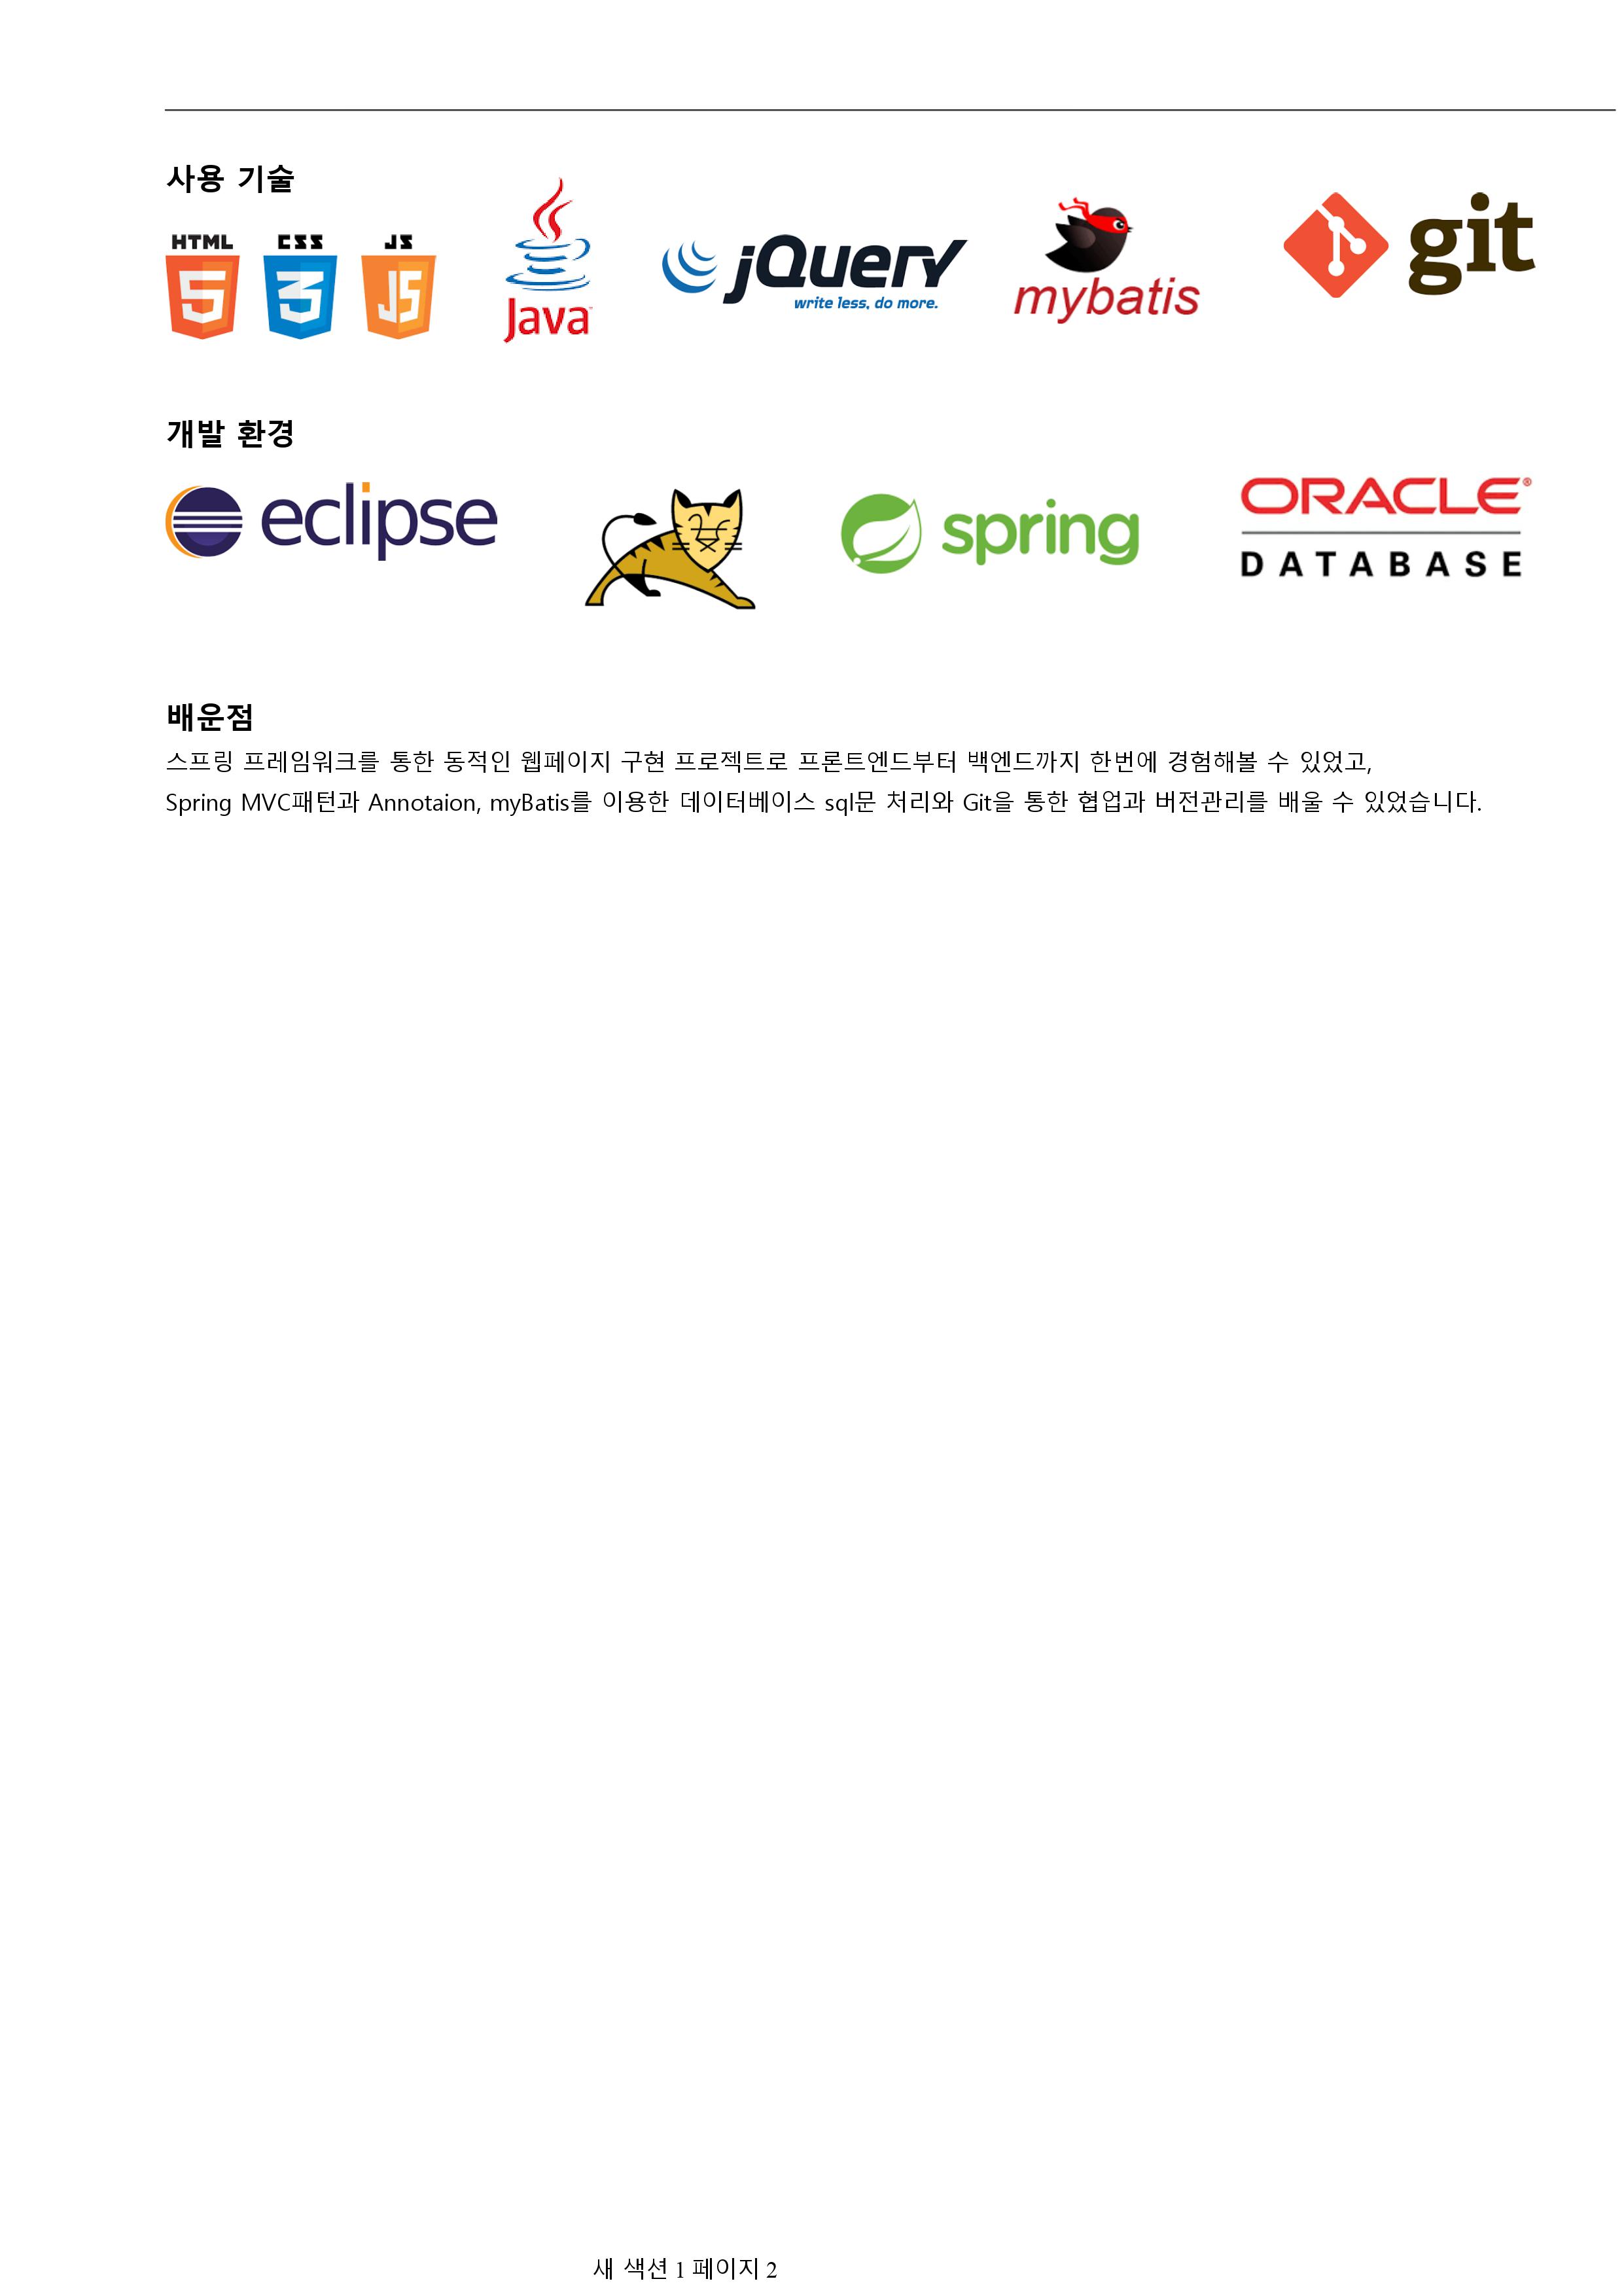 사용 기술
HTML CSS JS
5 3 JS
Java
jQuery
write less, do more.
mybatis
git
개발 환경
eclipse
spring
ORACLE®
DATABASE
배운점
스프링 프레임워크를 통한 동적인 웹페이지 구현 프로젝트로 프론트엔드부터 백엔드까지 한번에 경험해볼 수 있었고,
Spring MVC패턴과 Annotaion, myBatis를 이용한 데이터베이스 sql문 처리와 Git을 통한 협업과 버전관리를 배울 수 있었습니다.
새 섹션 1 페이지 2